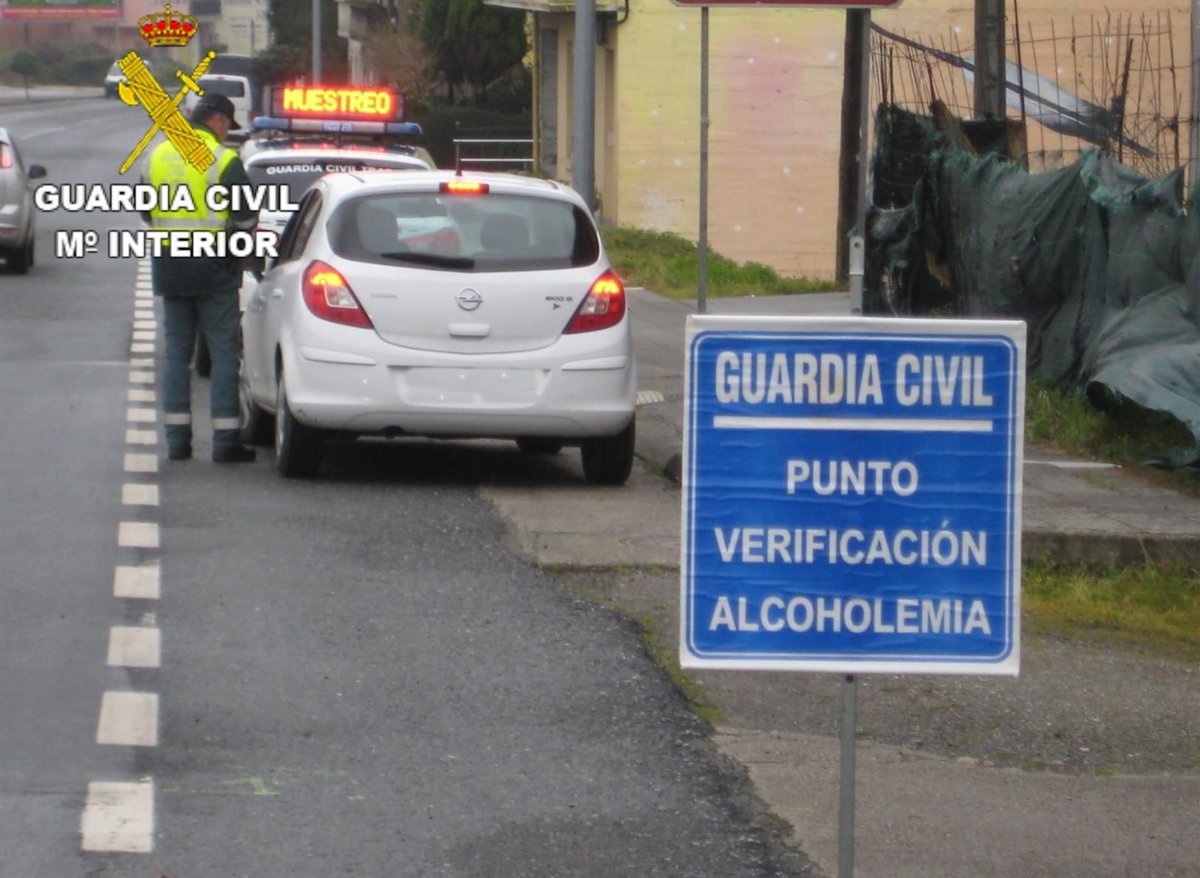 MUESTREO
GUARDIA CIVIL
GUARDIA CIVIL
Mº INTERIOR
GUARDIA CIVIL
PUNTO
VERIFICACIÓN
ALCOHOLEMIA